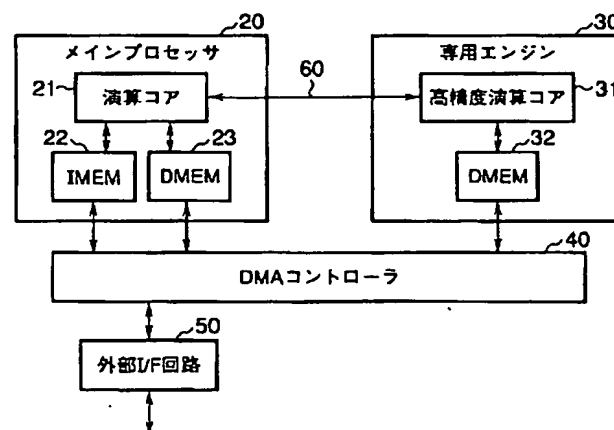 20
メインプロセッサ
21
演算コア
22
IMEM
23
DMEM
60
30
専用エンジン
高精度演算コア
31
32
DMEM
40
DMAコントローラ
50
外部I/F回路